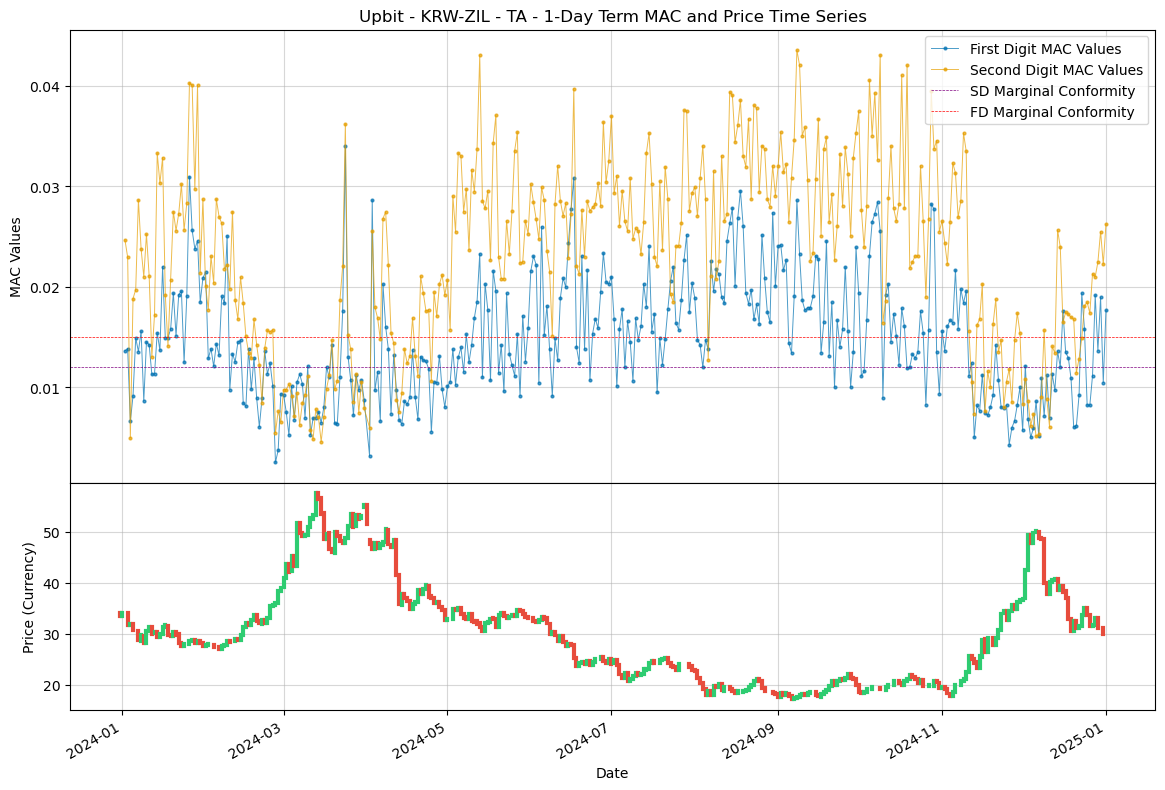 Upbit - KRW-ZIL - TA - 1-Day Term MAC and Price Time Series
First Digit MAC Values
Second Digit MAC Values
SD Marginal Conformity
FD Marginal Conformity
MAC Values
0.04
0.03
0.02
0.01
Price (Currency)
50
40
30
20
2024-01
2024-03
2024-05
2024-07
2024-09
2024-11
2025-01
Date